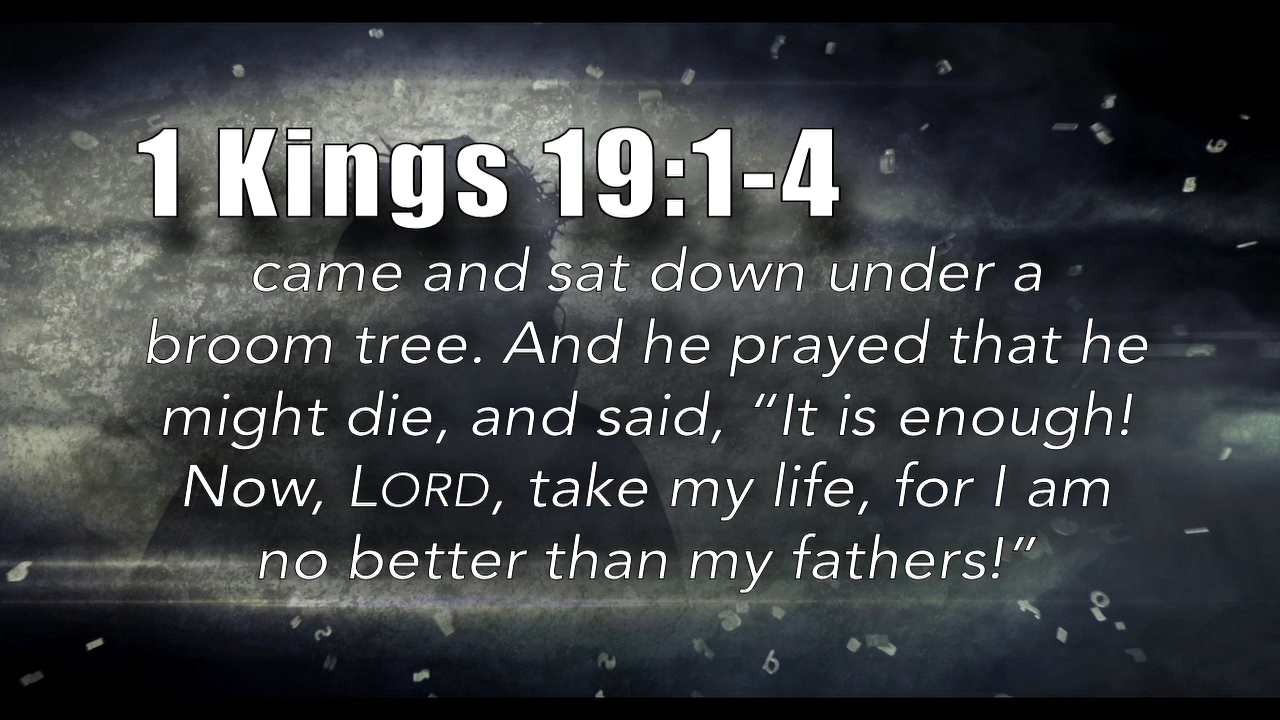 1 Kings 19:1-4
came and sat down under a
broom tree. And he prayed that he
might die, and said, “It is enough!
Now, LORD, take my life, for I am
no better than my fathers!”